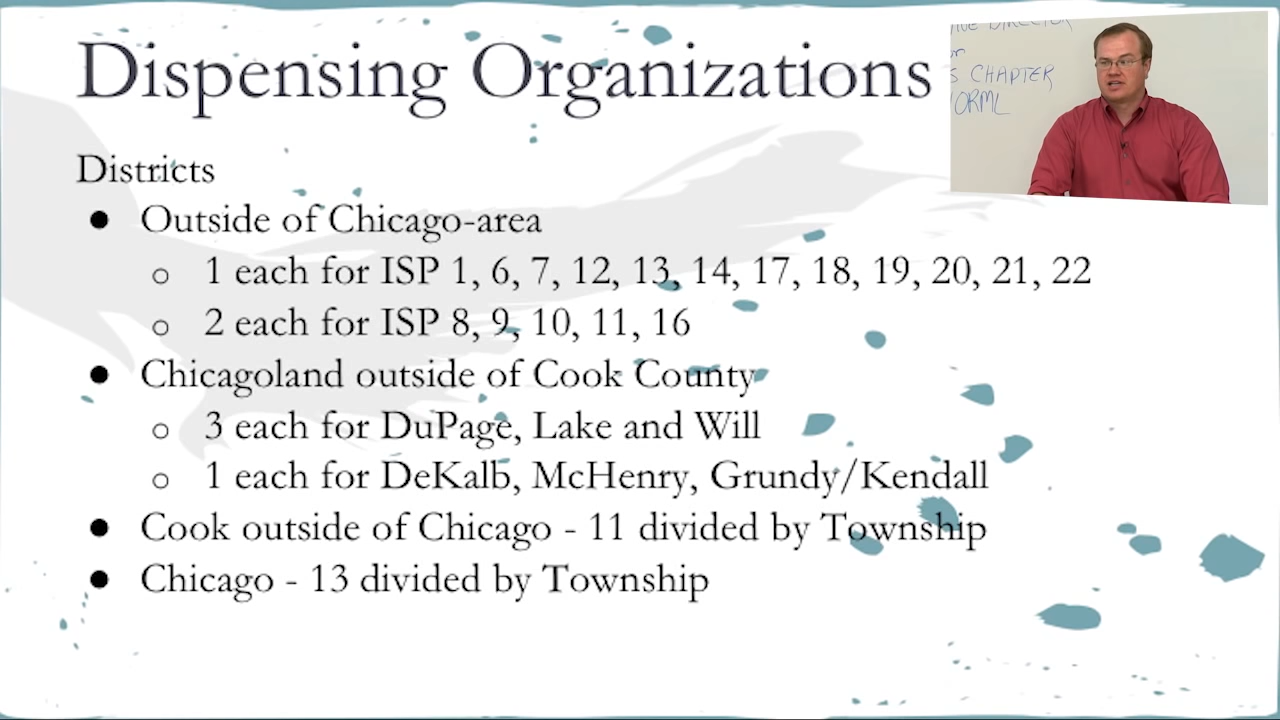 Dispensing Organizations
Districts
● Outside of Chicago-area
○ 1 each for ISP 1, 6, 7, 12, 13, 14, 17, 18, 19, 20, 21, 22
○ 2 each for ISP 8, 9, 10, 11, 16
● Chicagoland outside of Cook County
○ 3 each for DuPage, Lake and Will
○ 1 each for DeKalb, McHenry, Grundy/Kendall
● Cook outside of Chicago - 11 divided by Township
● Chicago - 13 divided by Township
DIRECTOR
CHAPTER
ORML